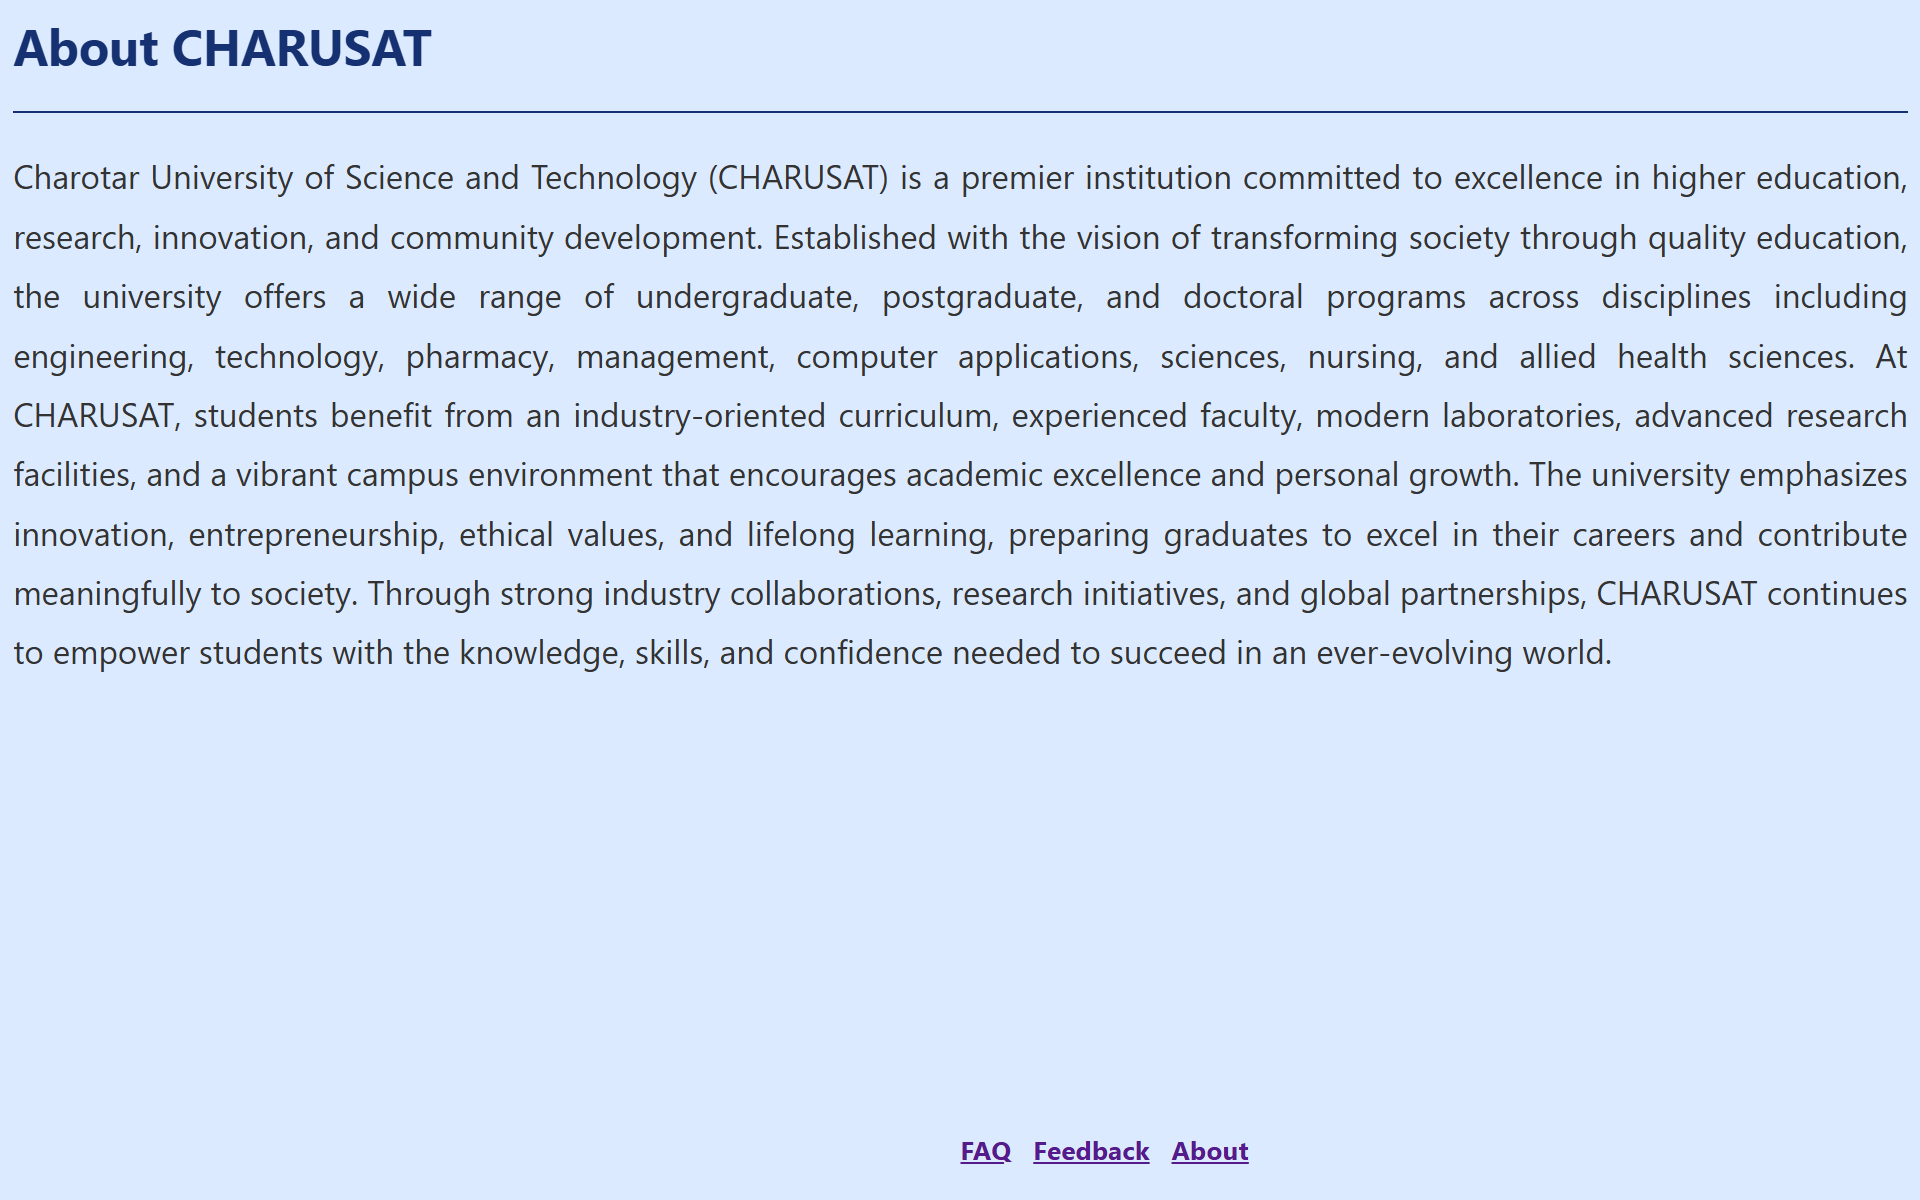 About CHARUSAT
Charotar University of Science and Technology (CHARUSAT) is a premier institution committed to excellence in higher education,
research, innovation, and community development. Established with the vision of transforming society through quality education,
the university offers a wide range of undergraduate, postgraduate, and doctoral programs across disciplines including
engineering, technology, pharmacy, management, computer applications, sciences, nursing, and allied health sciences. At
CHARUSAT, students benefit from an industry-oriented curriculum, experienced faculty, modern laboratories, advanced research
facilities, and a vibrant campus environment that encourages academic excellence and personal growth. The university emphasizes
innovation, entrepreneurship, ethical values, and lifelong learning, preparing graduates to excel in their careers and contribute
meaningfully to society. Through strong industry collaborations, research initiatives, and global partnerships, CHARUSAT continues
to empower students with the knowledge, skills, and confidence needed to succeed in an ever-evolving world.
FAQ Feedback About